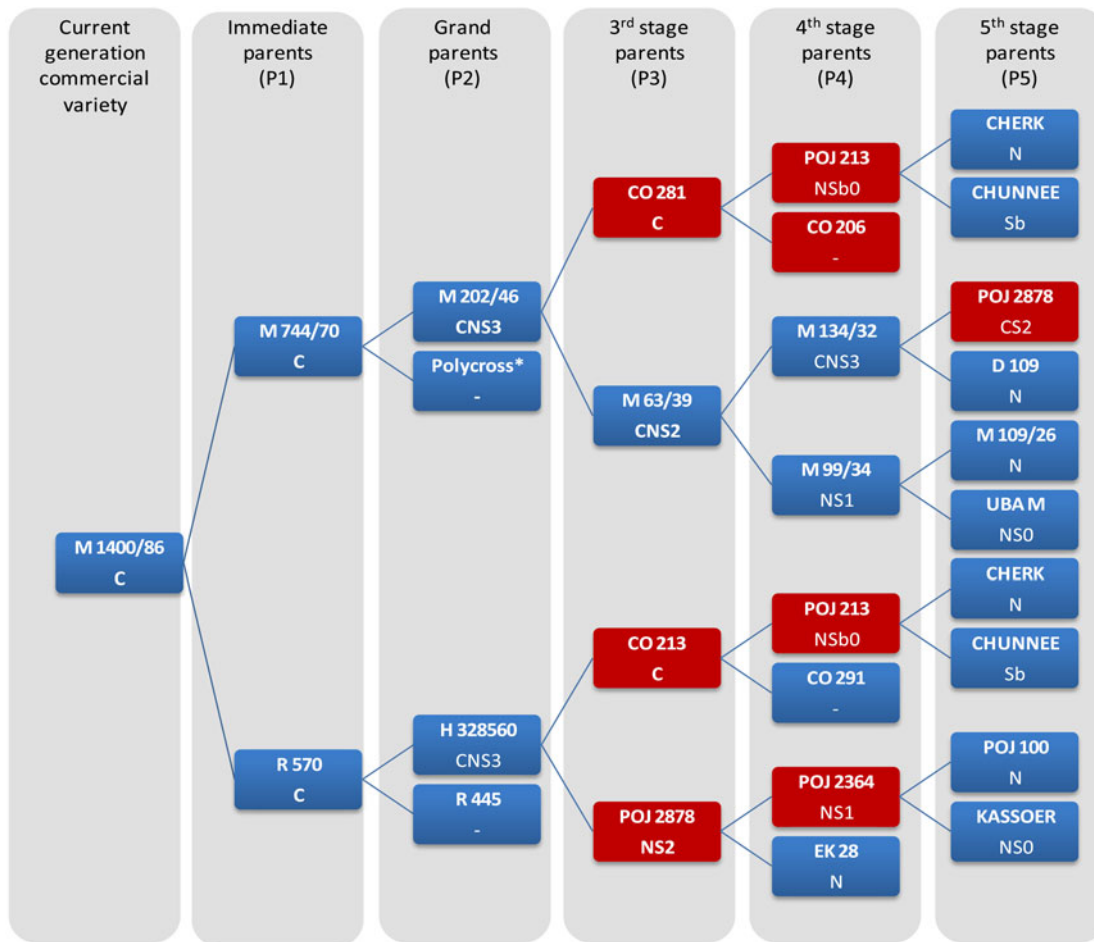 Current
generation
commercial
variety
Immediate
parents
(P1)
Grand
parents
(P2)
3rd stage
parents
(P3)
4th stage
parents
(P4)
5th stage
parents
(P5)
M 1400/86
C
M 744/70
C
R 570
C
M 202/46
CNS3
Polycross*
-
H 328560
CNS3
R 445
-
CO 281
C
M 63/39
CNS2
CO 213
C
POJ 2878
NS2
POJ 213
NSb0
CO 206
-
M 134/32
CNS3
M 99/34
NS1
POJ 213
NSb0
CO 291
-
POJ 2364
NS1
EK 28
N
CHERK
N
CHUNNEE
Sb
POJ 2878
CS2
D 109
N
M 109/26
N
UBA M
NS0
CHERK
N
CHUNNEE
Sb
POJ 100
N
KASSOER
NS0